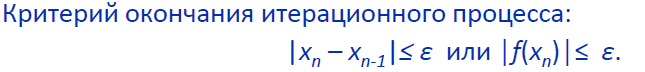 Критерий окончания итерационного процесса:
|xₙ – xₙ₋₁|≤ ε или |f(xₙ)|≤ ε.